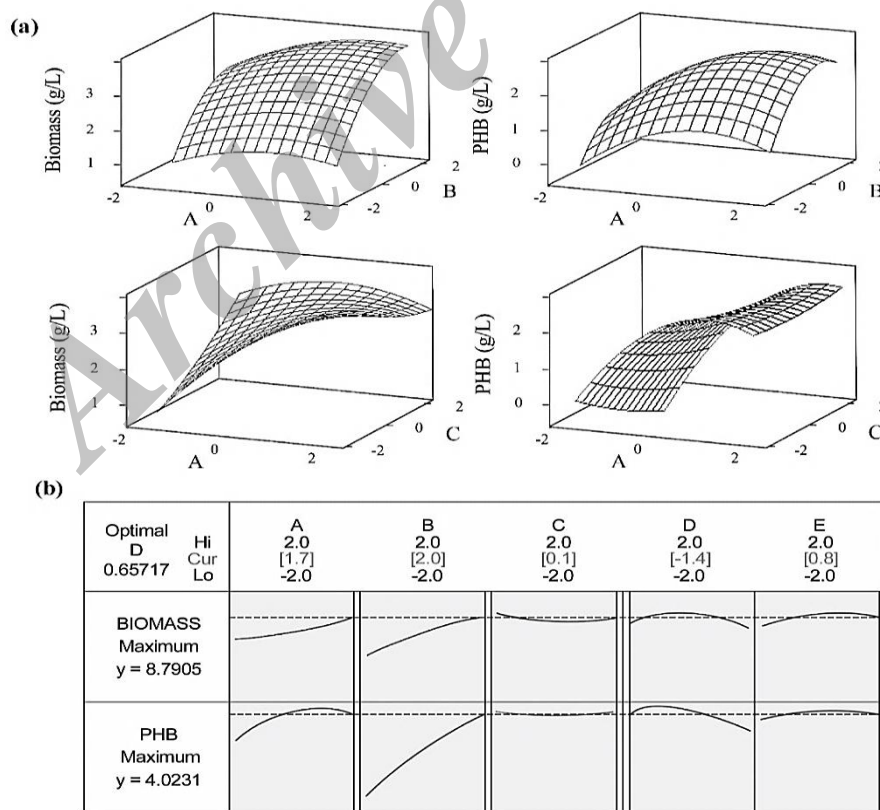 (a)
Biomass (g/L)
3
2
1
-2
0
2
A
-2
0
2
B
PHB (g/L)
2
1
0
-2
0
2
A
-2
0
B
Biomass (g/L)
3
2
1
-2
0
2
A
-2
0
2
C
PHB (g/L)
2
1
0
-2
0
2
A
-2
0
2
C
Archive
(b)
Optimal
D
0.65717
Hi
Cur
Lo
A
2.0
[1.7]
-2.0
B
2.0
[2.0]
-2.0
C
2.0
[0.1]
-2.0
D
2.0
[-1.4]
-2.0
E
2.0
[0.8]
-2.0
BIOMASS
Maximum
y = 8.7905
PHB
Maximum
y = 4.0231